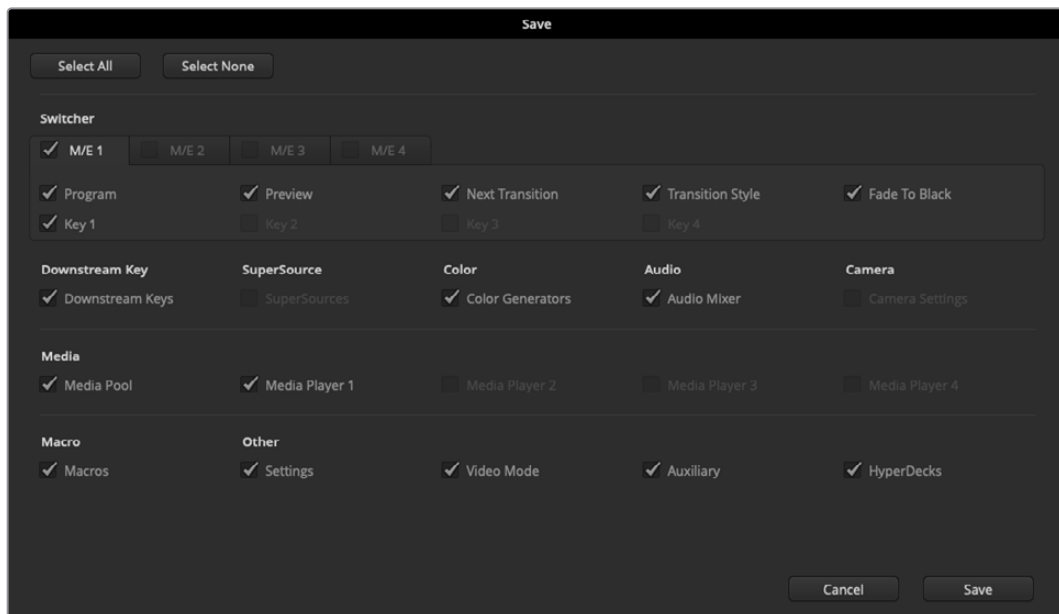 Save
Select All Select None
Switcher
M/E 1 M/E 2 M/E 3 M/E 4
Program Preview Next Transition Transition Style Fade To Black
Key 1 Key 2 Key 3 Key 4
Downstream Key SuperSource Color Audio Camera
Downstream Keys SuperSources Color Generators Audio Mixer Camera Settings
Media
Media Pool Media Player 1 Media Player 2 Media Player 3 Media Player 4
Macro Other
Macros Settings Video Mode Auxiliary HyperDecks
Cancel Save